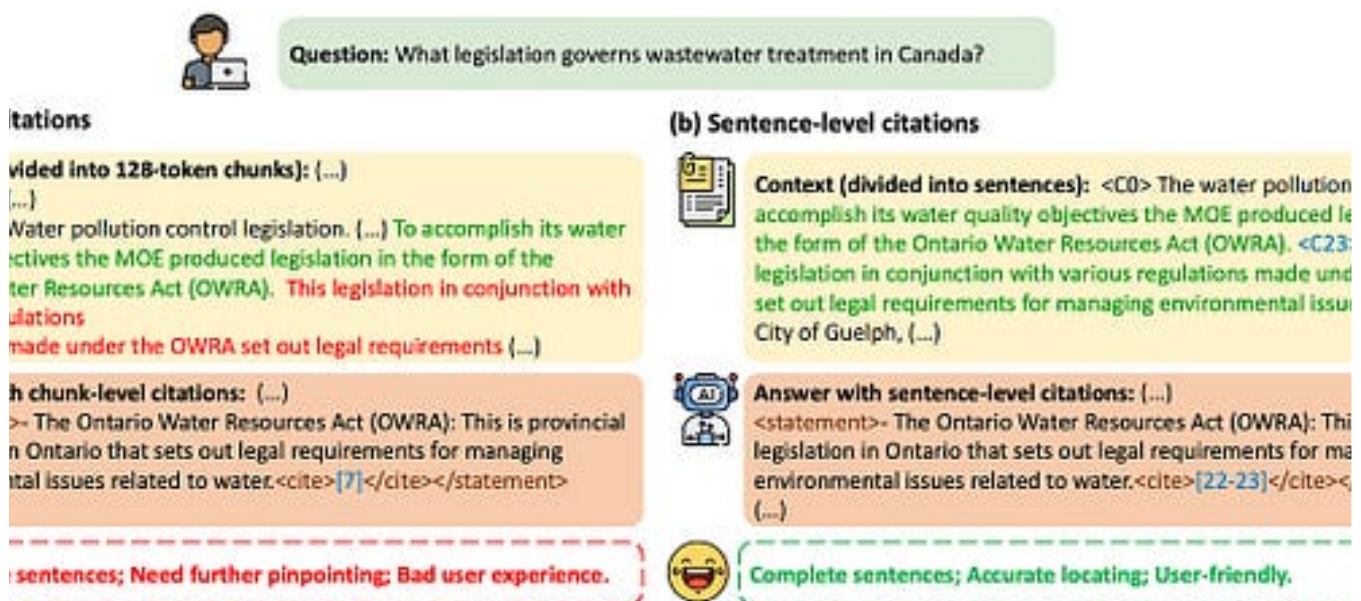 Question: What legislation governs wastewater treatment in Canada?
tations
vided into 128-token chunks): (...)
(...)
Water pollution control legislation. (...) To accomplish its water
ectives the MOE produced legislation in the form of the
ter Resources Act (OWRA). This legislation in conjunction with
ulations
made under the OWRA set out legal requirements (...)
h chunk-level citations: (...)
>- The Ontario Water Resources Act (OWRA): This is provincial
n Ontario that sets out legal requirements for managing
tal issues related to water.<cite>[7]</cite></statement>
sentences; Need further pinpointing; Bad user experience.
(b) Sentence-level citations
Context (divided into sentences): <C0> The water pollution
accomplish its water quality objectives the MOE produced le
the form of the Ontario Water Resources Act (OWRA). <C23>
legislation in conjunction with various regulations made und
set out legal requirements for managing environmental issu
City of Guelph, (...)
AI
Answer with sentence-level citations: (...)
<statement>- The Ontario Water Resources Act (OWRA): Thi
legislation in Ontario that sets out legal requirements for ma
environmental issues related to water.<cite>[22-23]</cite></
(...)
Complete sentences; Accurate locating; User-friendly.